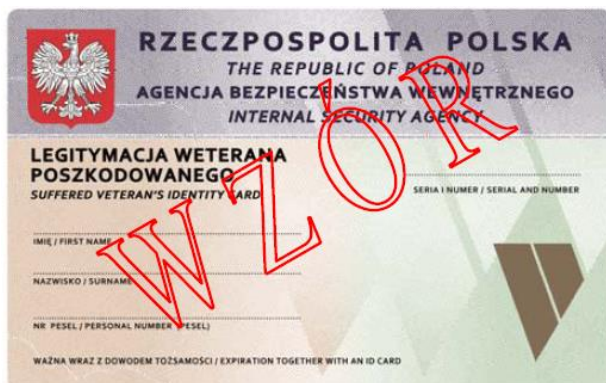 RZECZPOSPOLITA POLSKA
THE REPUBLIC OF POLAND
AGENCJA BEZPIECZEŃSTWA WEWNĘTRZNEGO
INTERNAL SECURITY AGENCY
LEGITYMACJA WETERANA
POSZKODOWANEGO
SUFFERED VETERAN'S IDENTITY CARD
SERIA I NUMER / SERIAL AND NUMBER
IMIĘ / FIRST NAME
NAZWISKO / SURNAME
NR PESEL / PERSONAL NUMBER (PESEL)
WAŻNA WRAZ Z DOWODEM TOŻSAMOŚCI / EXPIRATION TOGETHER WITH AN ID CARD
WZÓR